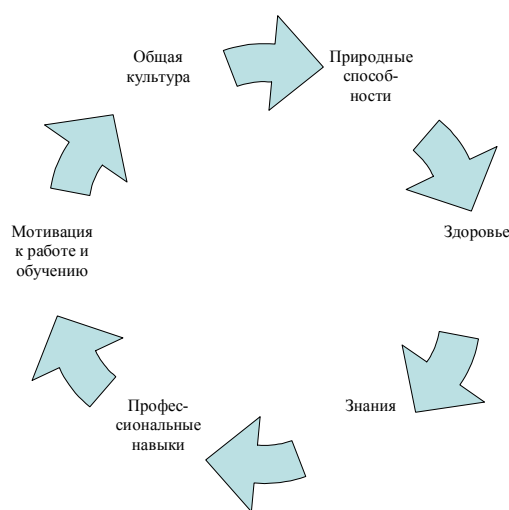 Общая
культура
Природные
способ-
ности
Здоровье
Знания
Профес-
сиональные
навыки
Мотивация
к работе и
обучению